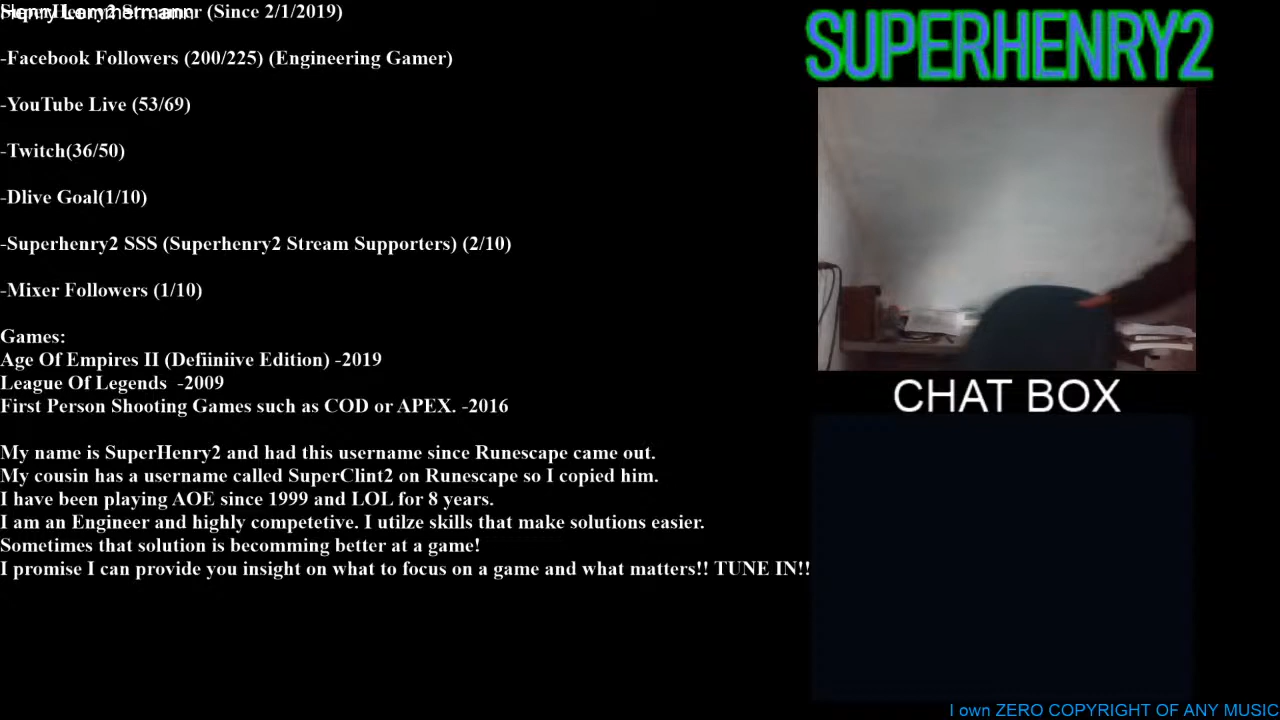 (Since 2/1/2019)
-Facebook Followers (200/225) (Engineering Gamer)
-YouTube Live (53/69)
-Twitch(36/50)
-Dlive Goal(1/10)
-Superhenry2 SSS (Superhenry2 Stream Supporters) (2/10)
-Mixer Followers (1/10)
Games:
Age Of Empires II (Defiiniive Edition) -2019
League Of Legends  -2009
First Person Shooting Games such as COD or APEX. -2016
My name is SuperHenry2 and had this username since Runescape came out.
My cousin has a username called SuperClint2 on Runescape so I copied him.
I have been playing AOE since 1999 and LOL for 8 years.
I am an Engineer and highly competetive. I utilze skills that make solutions easier.
Sometimes that solution is becomming better at a game!
I promise I can provide you insight on what to focus on a game and what matters!! TUNE IN!!
SUPERHENRY2
CHAT BOX
I own ZERO COPYRIGHT OF ANY MUSIC